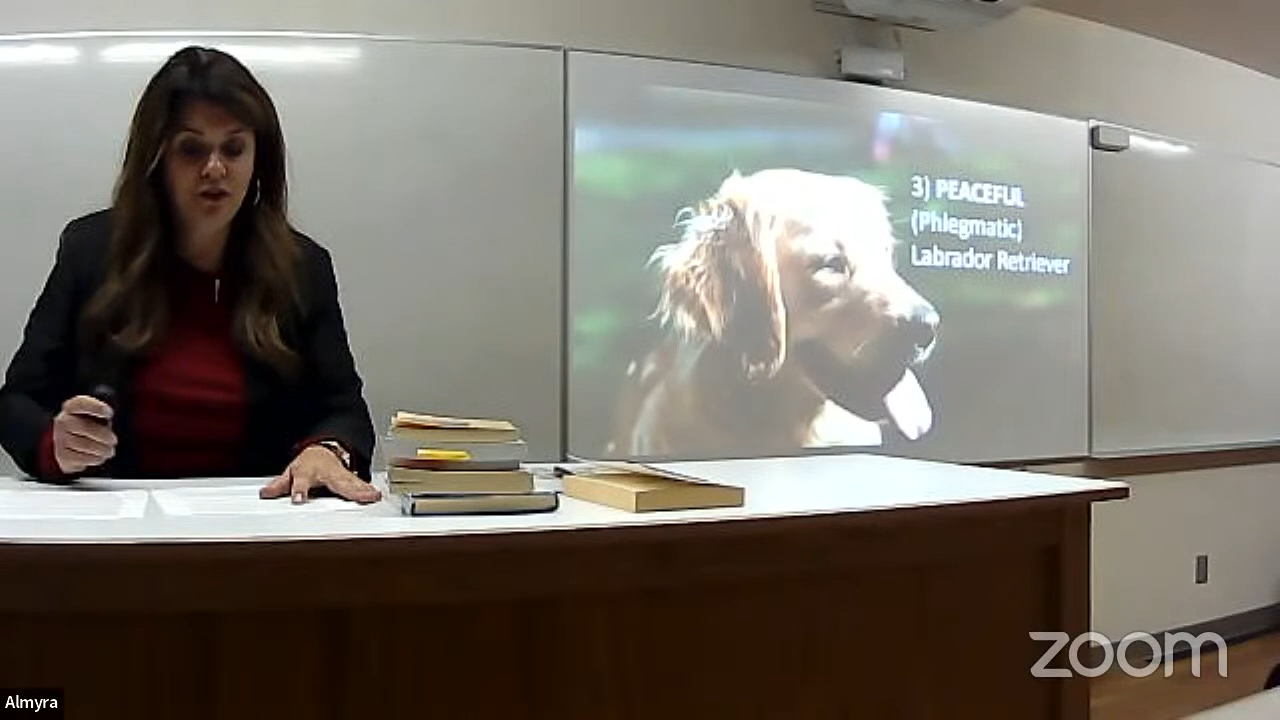 3) PEACEFUL
(Phlegmatic)
Labrador Retriever
zoom
Almyra